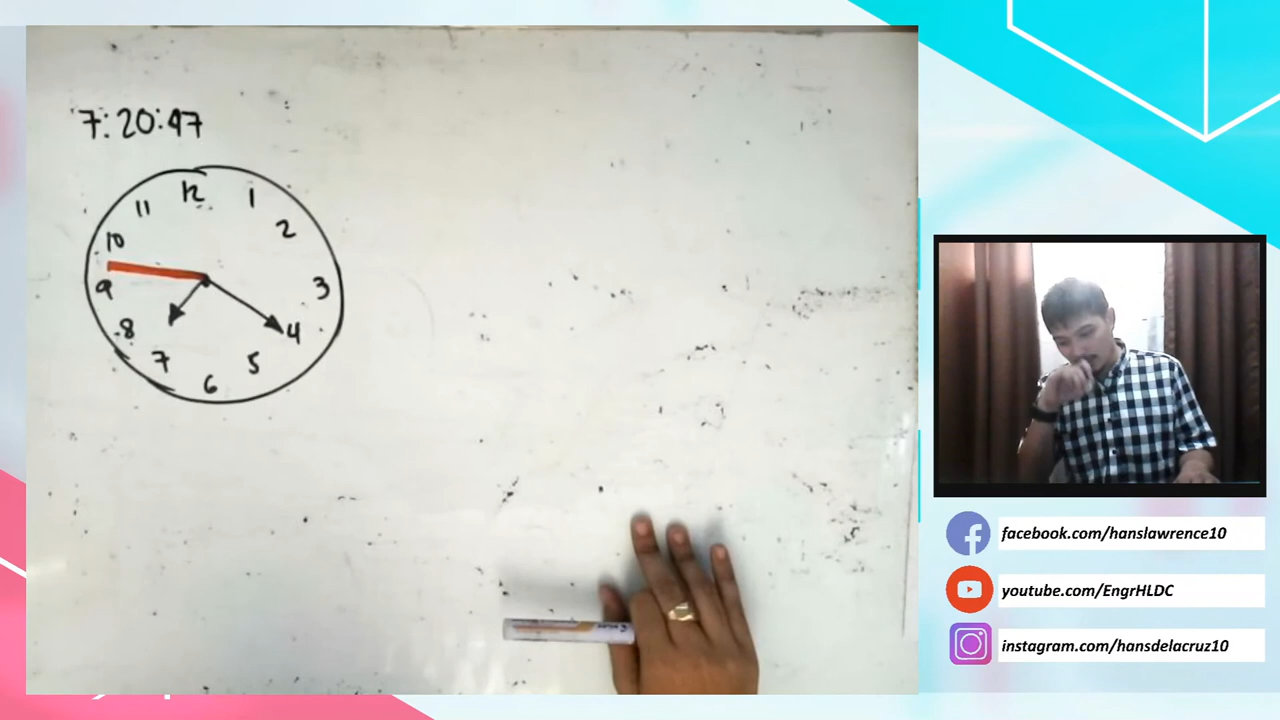 7:20:47
12
11 1
10 2
9 3
8 4
7 5
6
facebook.com/hanslawrence10
youtube.com/EngrHLDC
instagram.com/hansdelacruz10